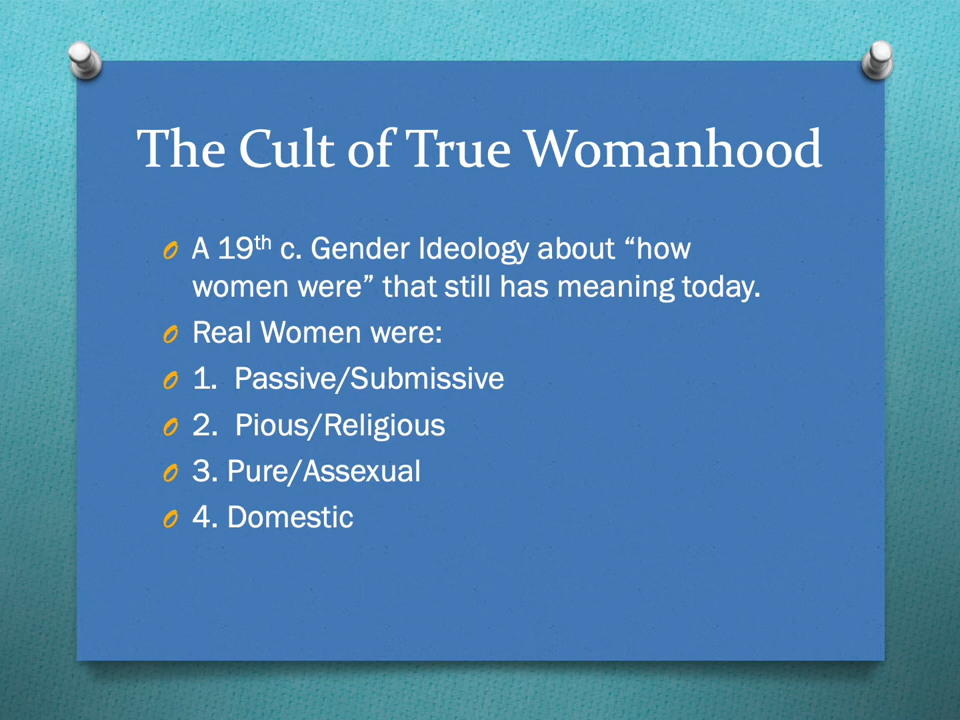 The Cult of True Womanhood
A 19th c. Gender Ideology about “how
women were” that still has meaning today.
Real Women were:
1.  Passive/Submissive
2.  Pious/Religious
3. Pure/Assexual
4. Domestic